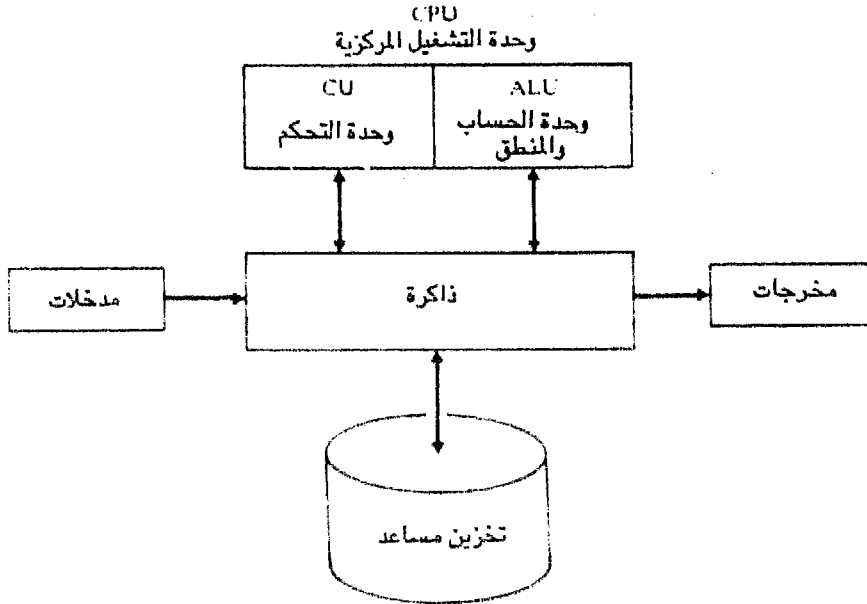 CPU
وحدة التشغيل المركزية
CU
وحدة التحكم
ALU
وحدة الحساب
والمنطق
مدخلات
ذاكرة
مخرجات
تخزين مساعد